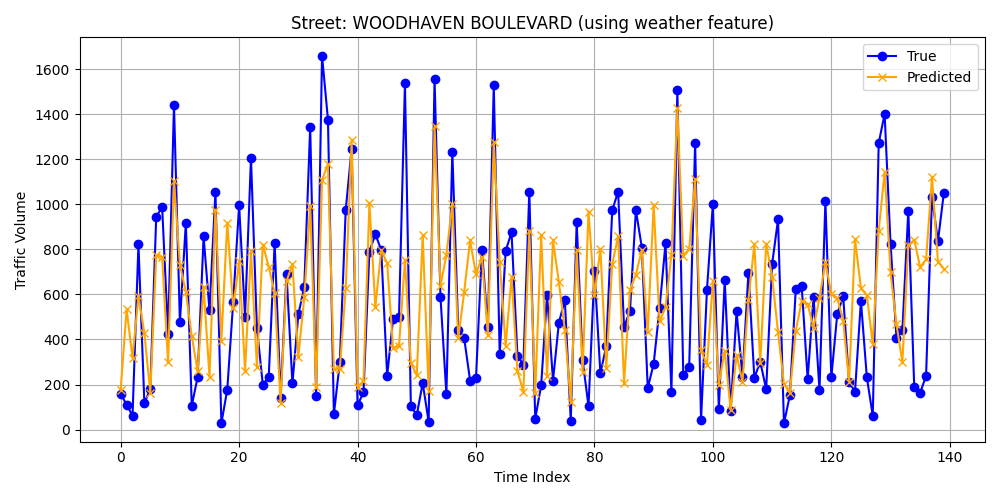 Street: WOODHAVEN BOULEVARD (using weather feature)
True
Predicted
Traffic Volume
1600
1400
1200
1000
800
600
400
200
0
0 20 40 60 80 100 120 140
Time Index